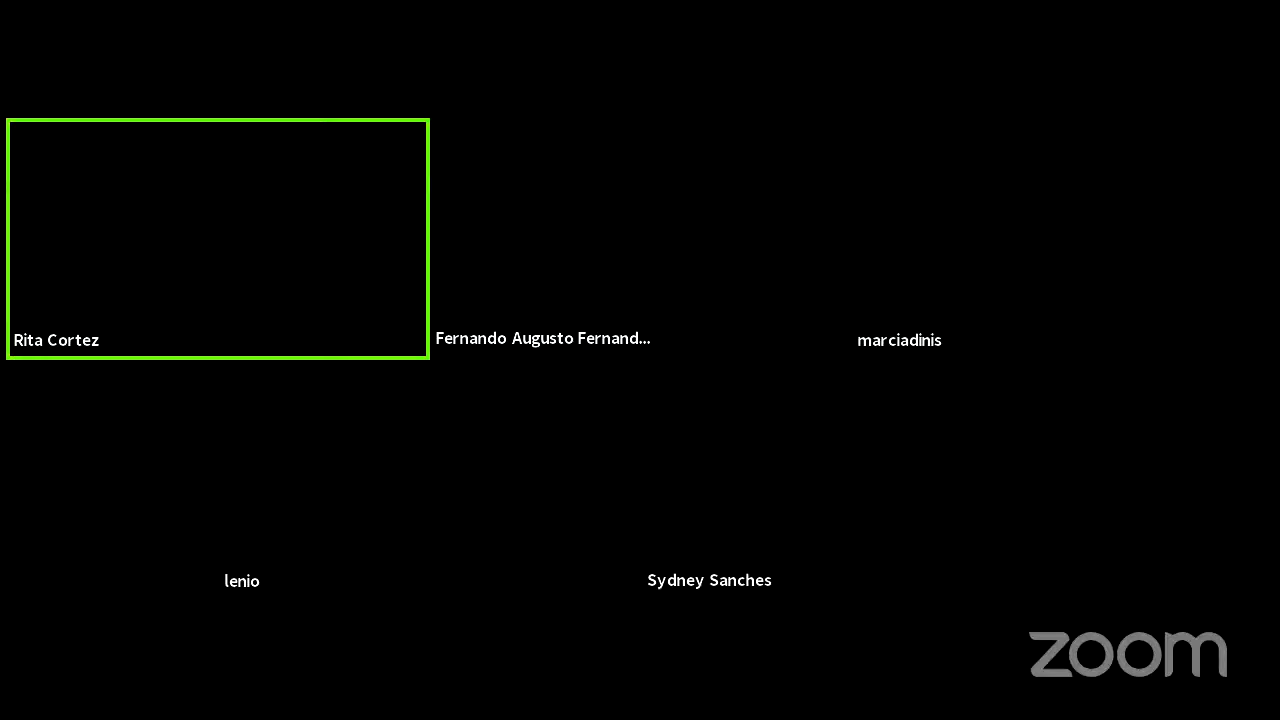 Rita Cortez
Fernando Augusto Fernand...
marciadinis
lenio
Sydney Sanches
zoom